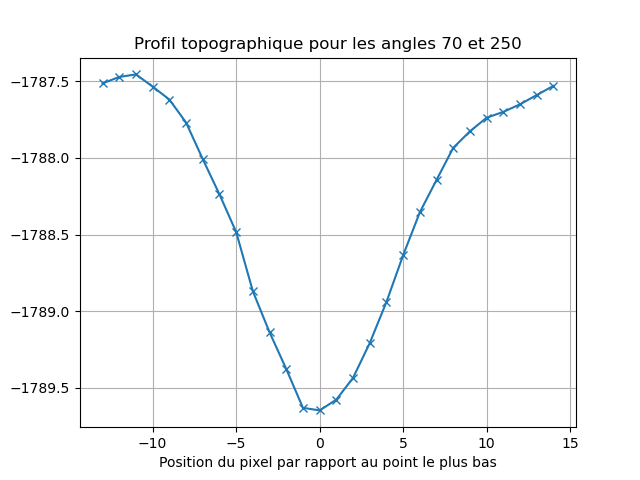 Profil topographique pour les angles 70 et 250
−1787.5
−1788.0
−1788.5
−1789.0
−1789.5
−10 −5 0 5 10 15
Position du pixel par rapport au point le plus bas